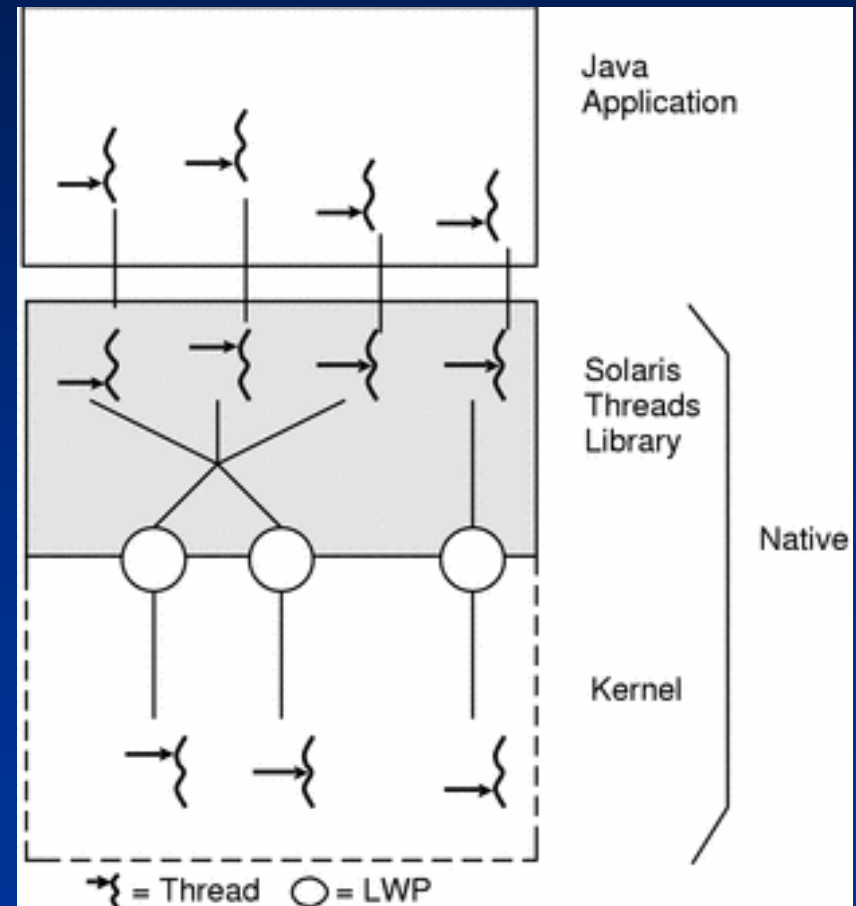 Java
Application
Solaris
Threads
Library
Native
Kernel
= Thread
= LWP